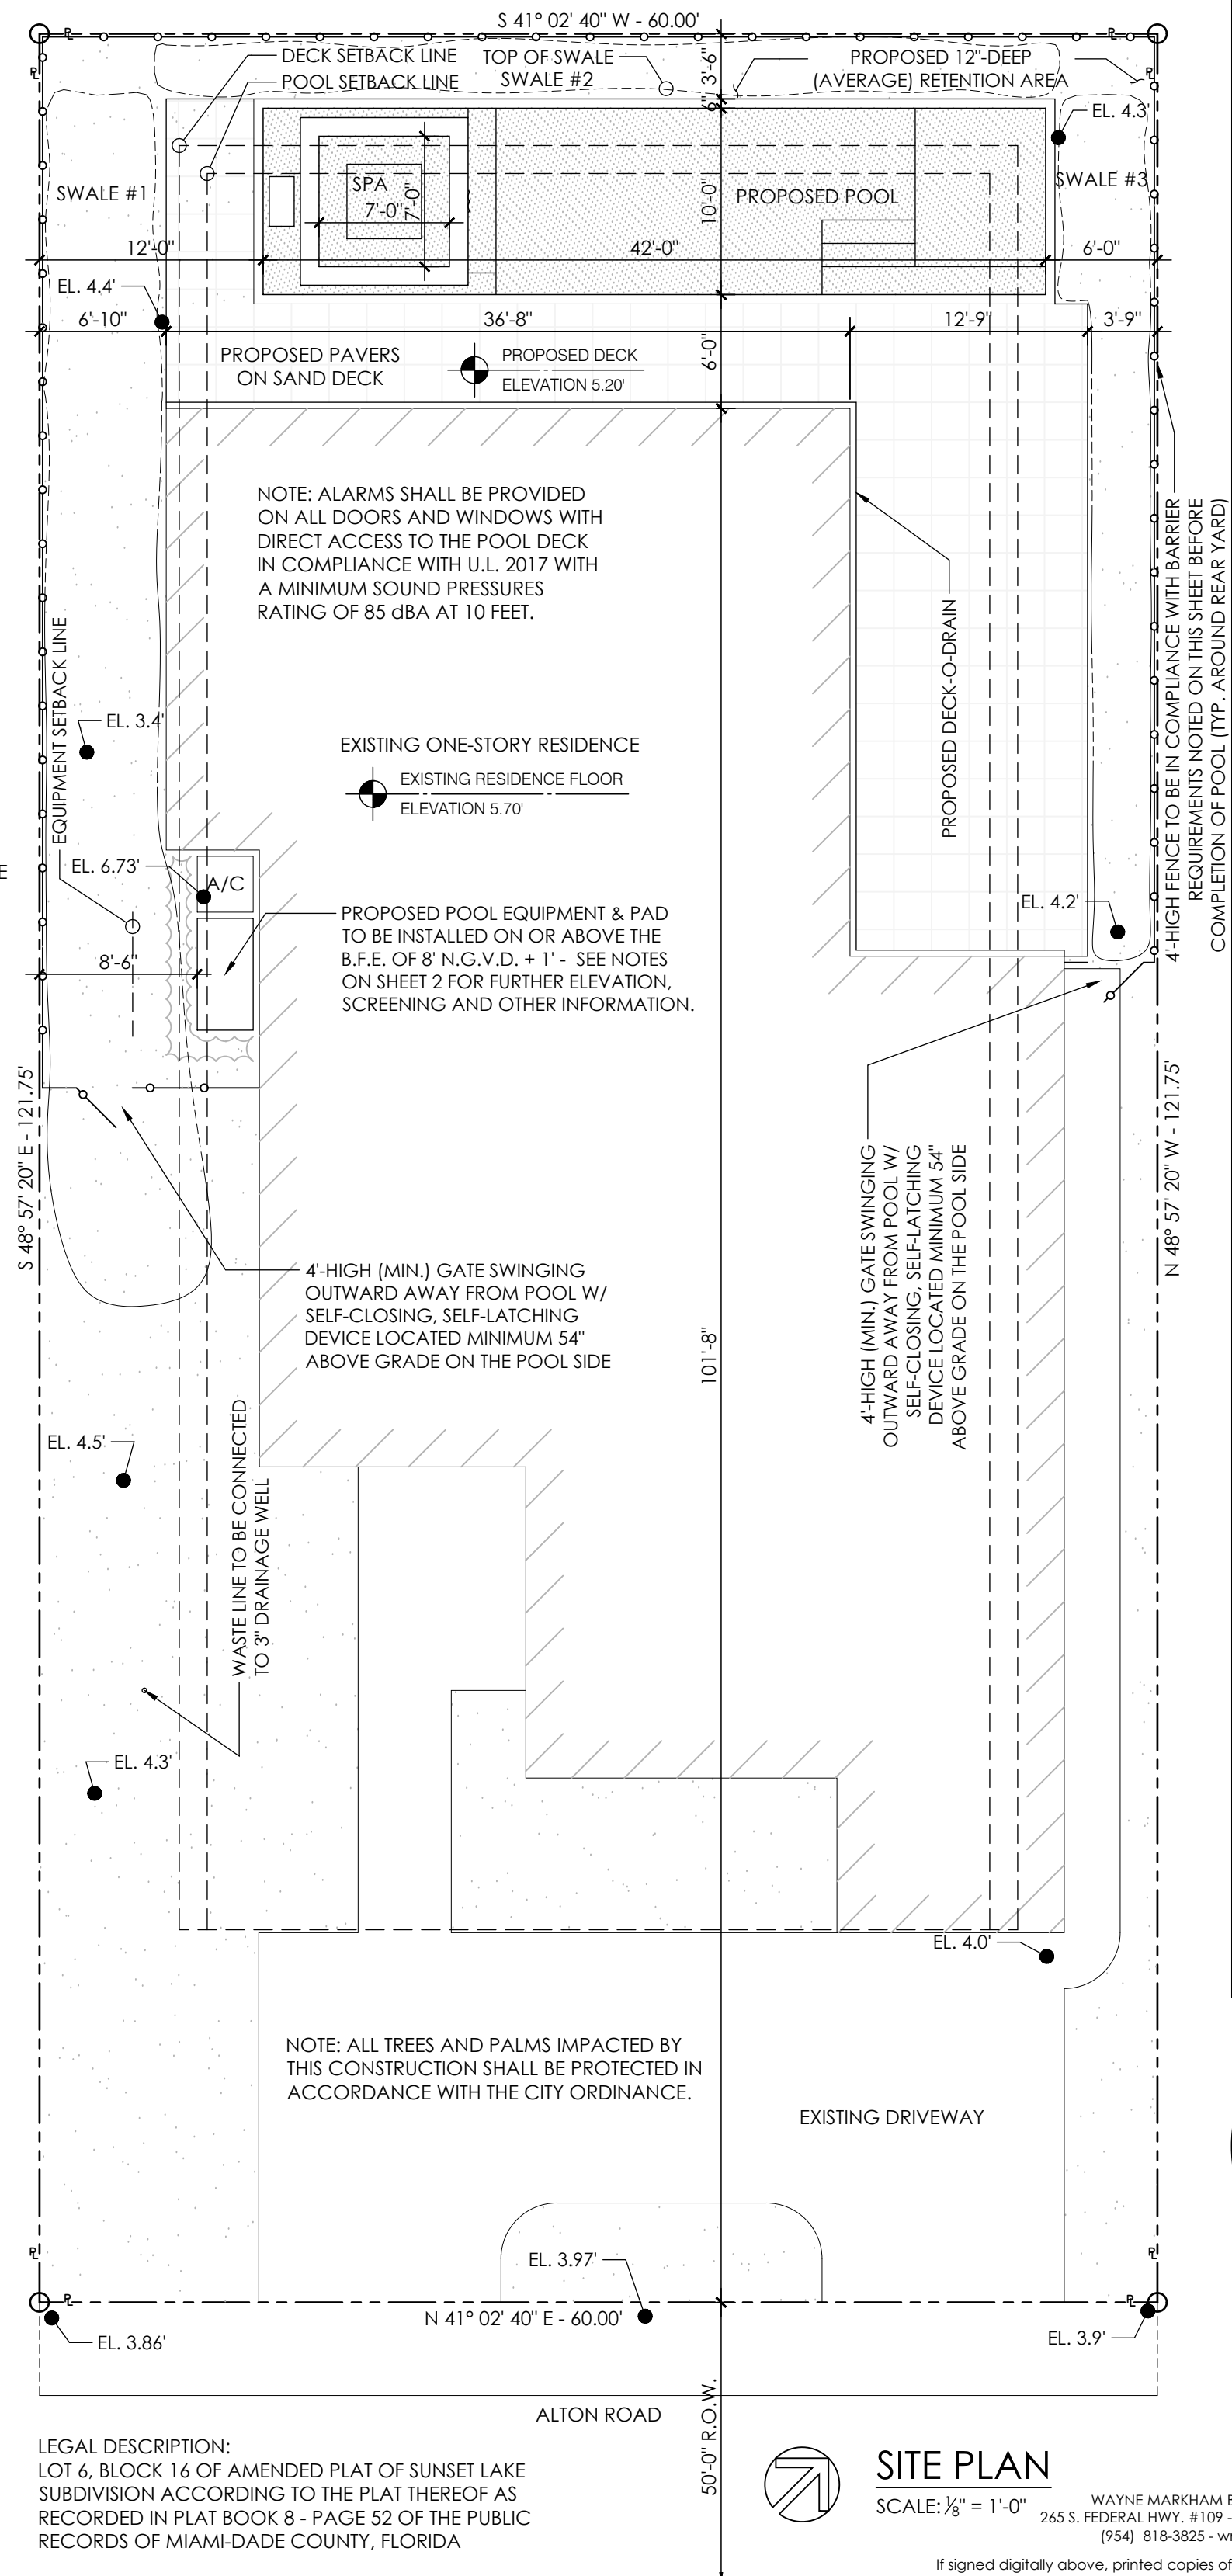 S 41° 02' 40" W - 60.00'
DECK SETBACK LINE
POOL SETBACK LINE
TOP OF SWALE
SWALE #2
3'-6"
6"
PROPOSED 12"-DEEP
(AVERAGE) RETENTION AREA
EL. 4.3'
SWALE #1
SPA
7'-0"
7'-0"
10'-0"
PROPOSED POOL
SWALE #3
12'-0"
42'-0"
6'-0"
EL. 4.4'
6'-10"
36'-8"
12'-9"
3'-9"
PROPOSED PAVERS
ON SAND DECK
PROPOSED DECK
ELEVATION 5.20'
6'-0"
NOTE: ALARMS SHALL BE PROVIDED
ON ALL DOORS AND WINDOWS WITH
DIRECT ACCESS TO THE POOL DECK
IN COMPLIANCE WITH U.L. 2017 WITH
A MINIMUM SOUND PRESSURES
RATING OF 85 dBA AT 10 FEET.
4'-HIGH FENCE TO BE IN COMPLIANCE WITH BARRIER
REQUIREMENTS NOTED ON THIS SHEET BEFORE
COMPLETION OF POOL (TYP. AROUND REAR YARD)
PROPOSED DECK-O-DRAIN
EQUIPMENT SETBACK LINE
EL. 3.4'
EXISTING ONE-STORY RESIDENCE
EXISTING RESIDENCE FLOOR
ELEVATION 5.70'
EL. 6.73'
A/C
EL. 4.2'
PROPOSED POOL EQUIPMENT & PAD
TO BE INSTALLED ON OR ABOVE THE
B.F.E. OF 8' N.G.V.D. + 1' - SEE NOTES
ON SHEET 2 FOR FURTHER ELEVATION,
SCREENING AND OTHER INFORMATION.
8'-6"
S 48° 57' 20" E - 121.75'
N 48° 57' 20" W - 121.75'
4'-HIGH (MIN.) GATE SWINGING
OUTWARD AWAY FROM POOL W/
SELF-CLOSING, SELF-LATCHING
DEVICE LOCATED MINIMUM 54"
ABOVE GRADE ON THE POOL SIDE
4'-HIGH (MIN.) GATE SWINGING
OUTWARD AWAY FROM POOL W/
SELF-CLOSING, SELF-LATCHING
DEVICE LOCATED MINIMUM 54"
ABOVE GRADE ON THE POOL SIDE
101'-8"
EL. 4.5'
WASTE LINE TO BE CONNECTED
TO 3" DRAINAGE WELL
EL. 4.3'
EL. 4.0'
NOTE: ALL TREES AND PALMS IMPACTED BY
THIS CONSTRUCTION SHALL BE PROTECTED IN
ACCORDANCE WITH THE CITY ORDINANCE.
EXISTING DRIVEWAY
EL. 3.97'
N 41° 02' 40" E - 60.00'
EL. 3.86'
EL. 3.9'
ALTON ROAD
50'-0" R.O.W.
LEGAL DESCRIPTION:
LOT 6, BLOCK 16 OF AMENDED PLAT OF SUNSET LAKE
SUBDIVISION ACCORDING TO THE PLAT THEREOF AS
RECORDED IN PLAT BOOK 8 - PAGE 52 OF THE PUBLIC
RECORDS OF MIAMI-DADE COUNTY, FLORIDA
SITE PLAN
SCALE: ⅛" = 1'-0"
WAYNE MARKHAM
265 S. FEDERAL HWY. #109 -
(954) 818-3825 -
If signed digitally above, printed copies of